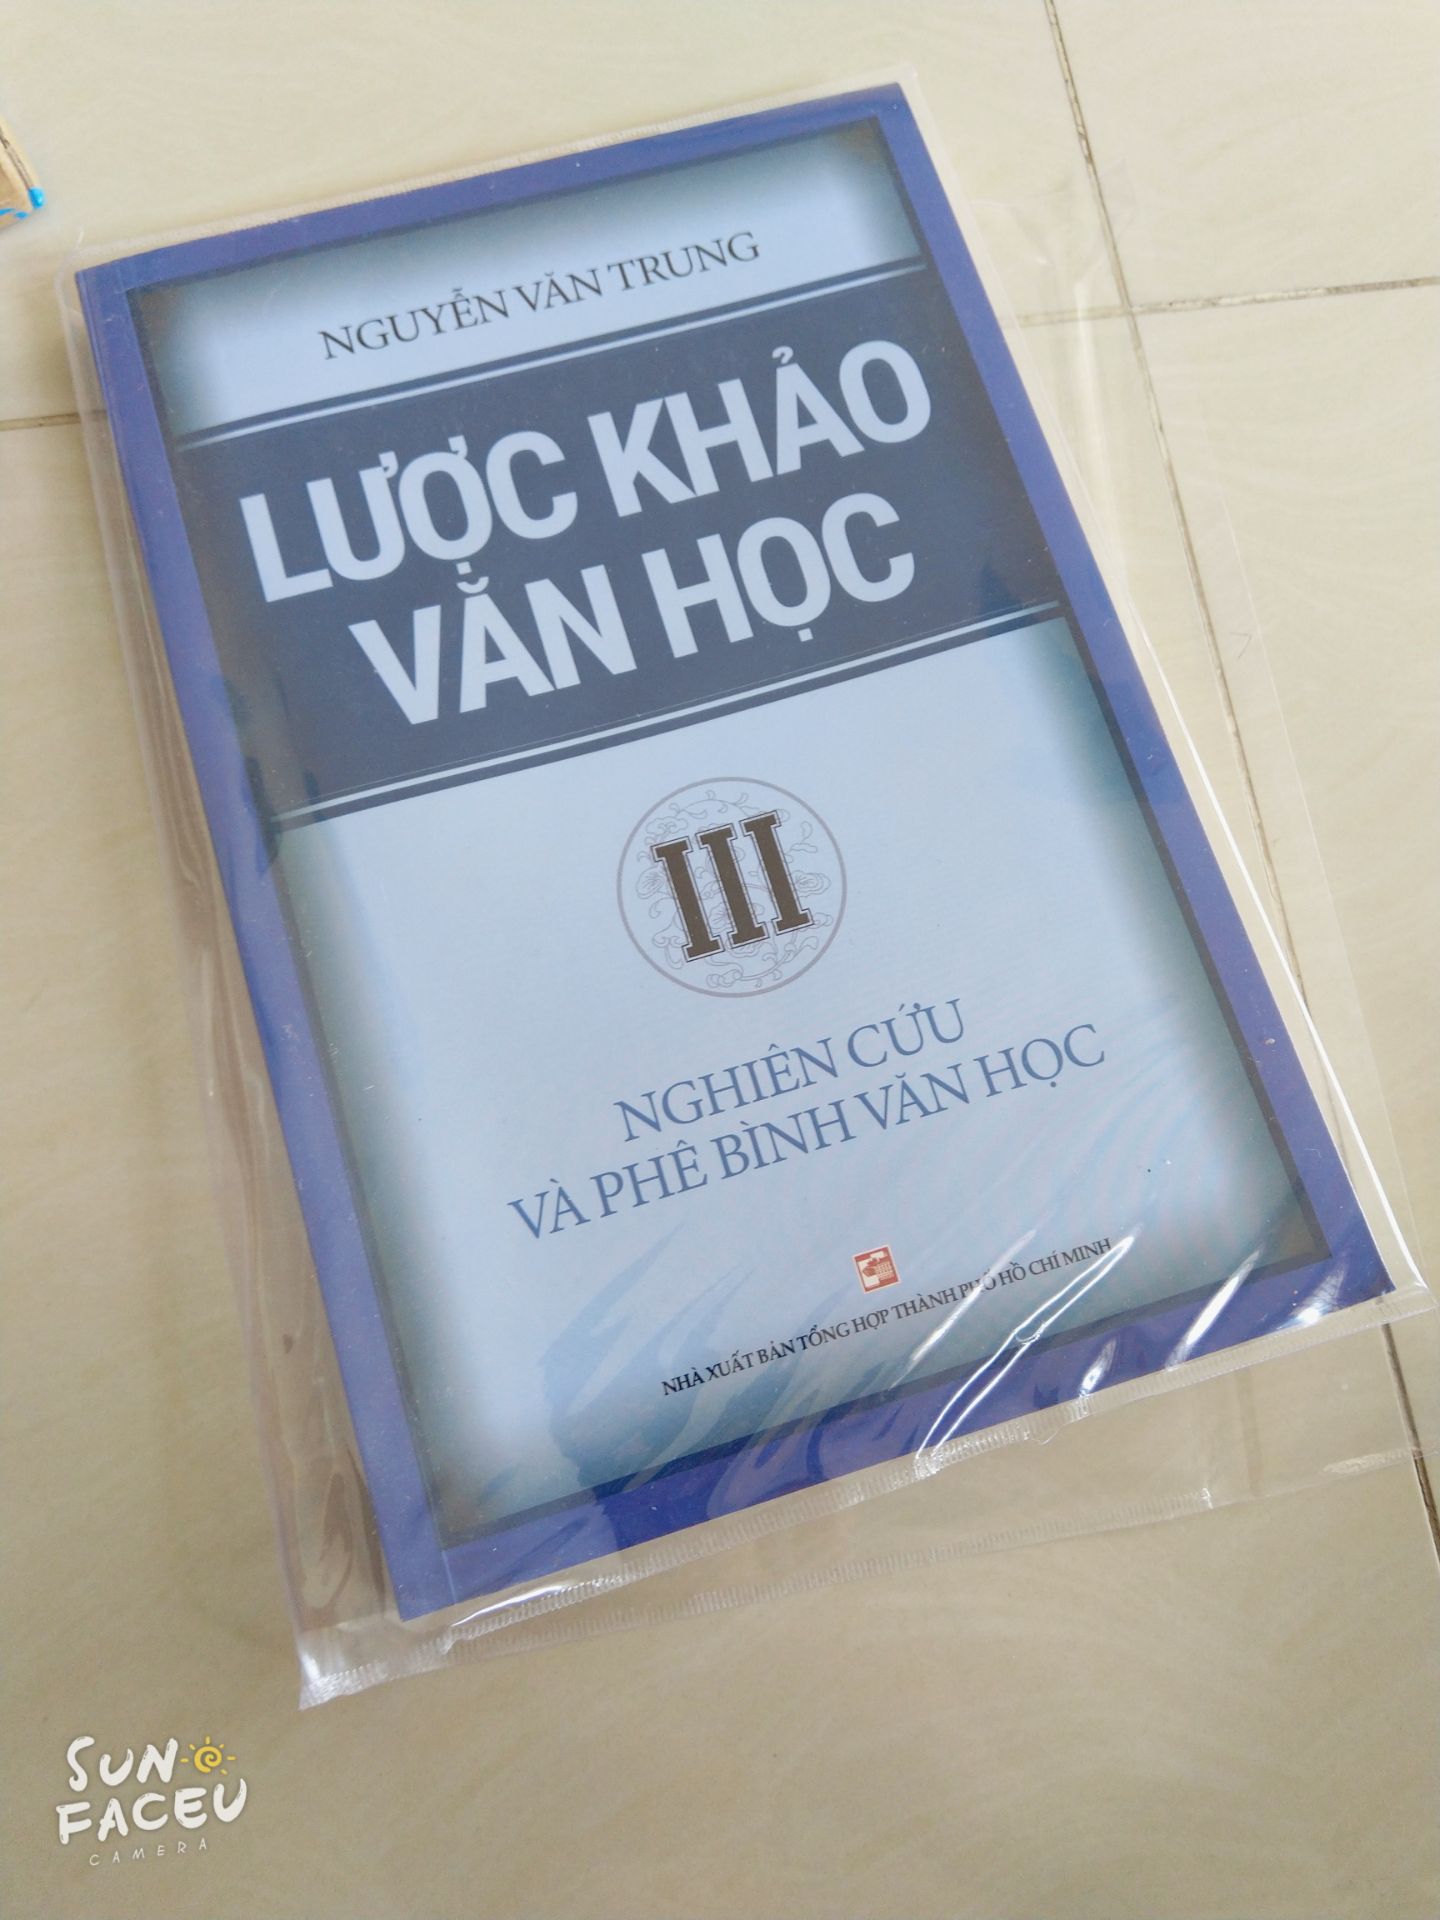 NGUYỄN VĂN TRUNG
LƯỢC KHẢO
VĂN HỌC
III
NGHIÊN CỨU
VÀ PHÊ BÌNH VĂN HỌC
NHÀ XUẤT BẢN TỔNG HỢP THÀNH PHỐ HỒ CHÍ MINH
SUN
FACEU
CAMERA